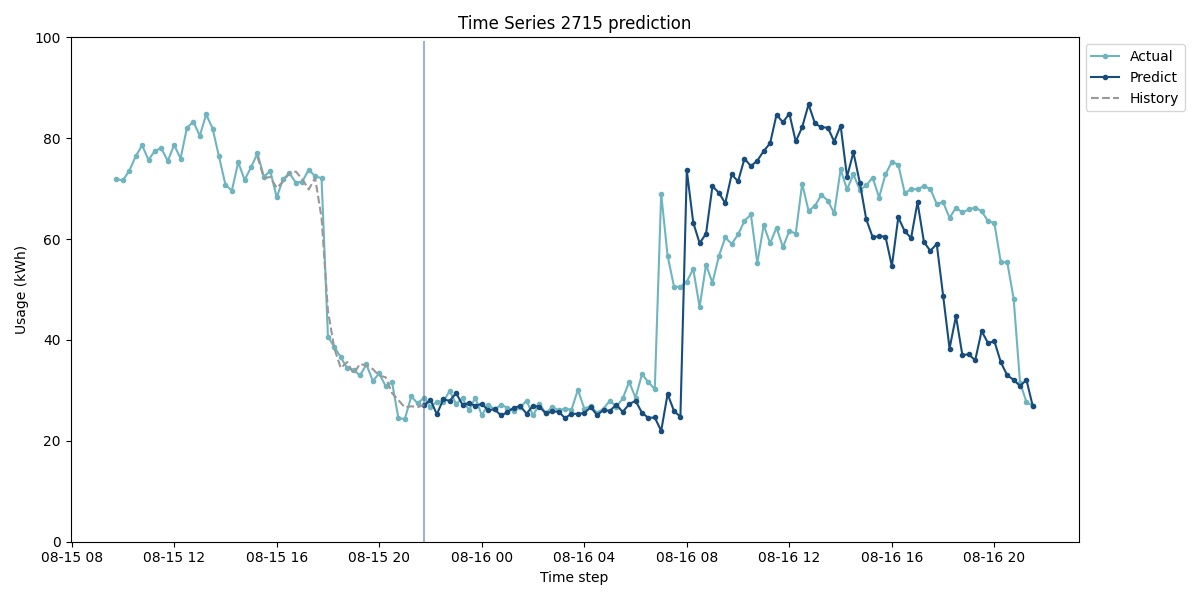 Time Series 2715 prediction
100
80
60
40
20
0
Usage (kWh)
08-15 08
08-15 12
08-15 16
08-15 20
08-16 00
08-16 04
08-16 08
08-16 12
08-16 16
08-16 20
Time step
Actual
Predict
History